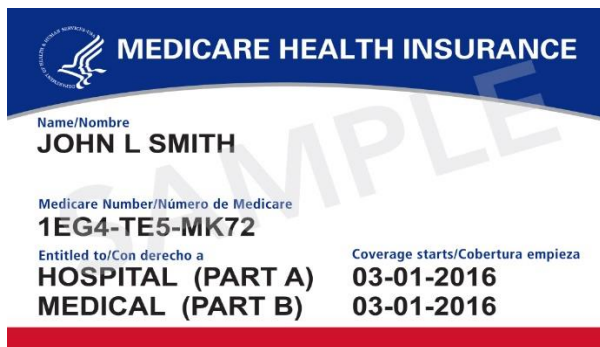 MEDICARE HEALTH INSURANCE
Name/Nombre
JOHN L SMITH
Medicare Number/Número de Medicare
1EG4-TE5-MK72
Entitled to/Con derecho a Coverage starts/Cobertura empieza
HOSPITAL (PART A) 03-01-2016
MEDICAL (PART B) 03-01-2016
SAMPLE